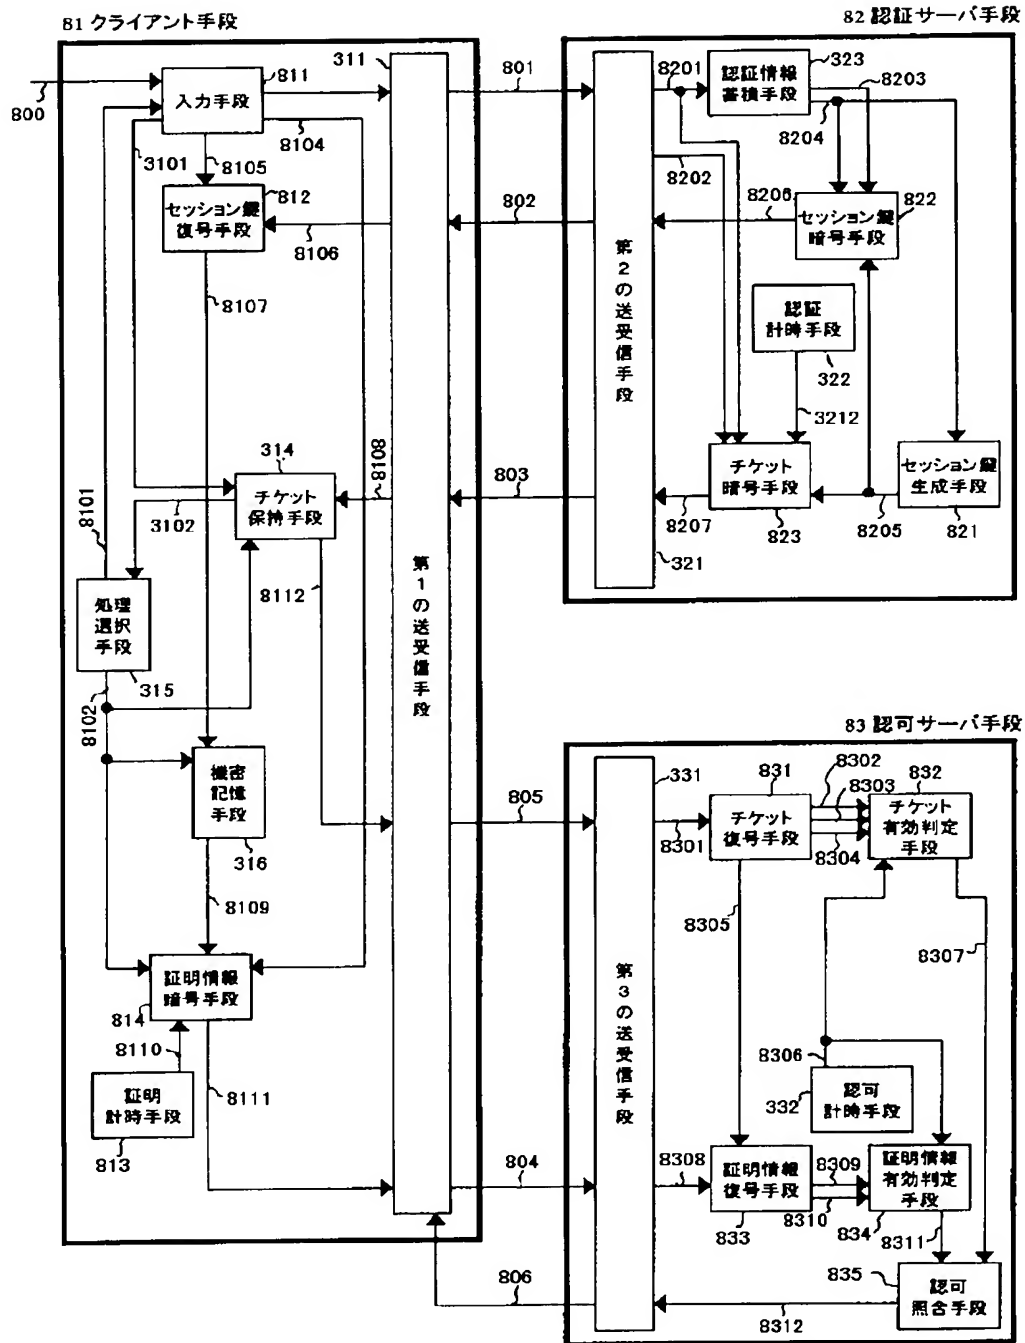 81 クライアント手段
82 認証サーバ手段
800
811
入力手段
311
801
8201
323
認証情報
蓄積手段
8203
8204
3101
8105
8104
8202
812
セッション鍵
復号手段
8106
802
8206
セッション鍵
暗号手段
822
8107
認証
計時手段
322
3212
第2の送受信手段
8101
3102
314
チケット
保持手段
8108
803
8207
チケット
暗号手段
823
8205
セッション鍵
生成手段
821
321
8112
処理
選択
手段
315
8102
第1の送受信手段
83 認可サーバ手段
機密
記憶
手段
316
805
331
8301
831
チケット
復号手段
8302
8303
8304
832
チケット
有効判定
手段
8305
8307
8109
証明情報
暗号手段
814
8110
証明
計時手段
813
8111
第3の送受信手段
8306
332
認可
計時手段
804
8308
証明情報
復号手段
833
8309
8310
証明情報
有効判定
手段
834
8311
806
835
認可
照合手段
8312